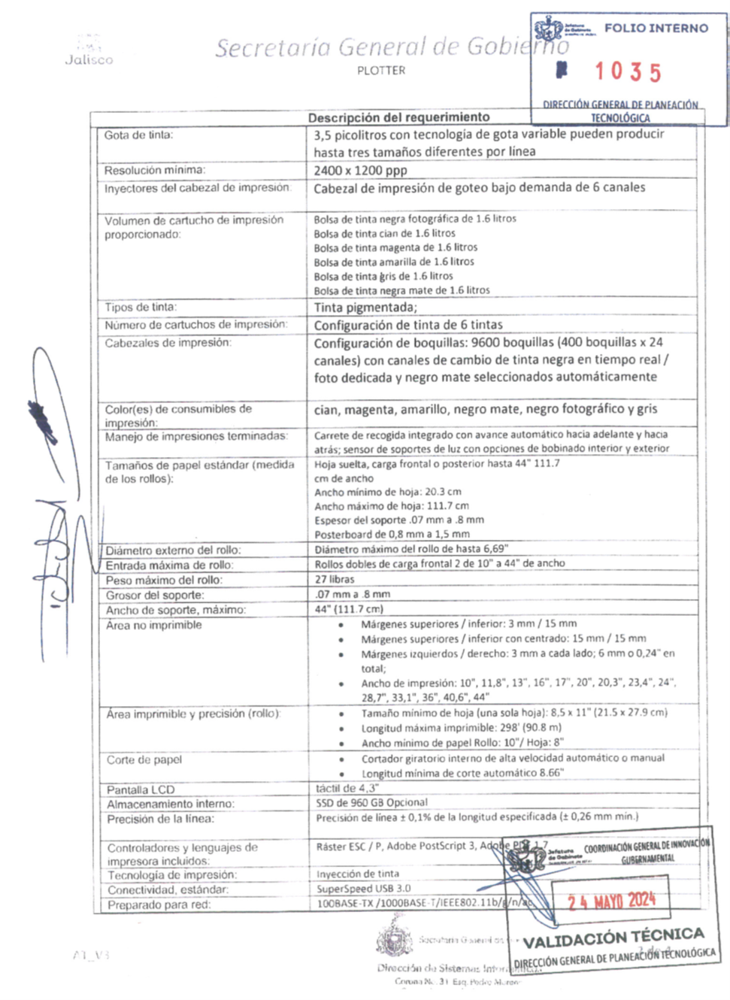 Jalisco
Secretaría General de Gobierno
PLOTTER
Jefatura
de Gabinete
FOLIO INTERNO
1035
DIRECCIÓN GENERAL DE PLANEACIÓN
TECNOLÓGICA
Descripción del requerimiento
Gota de tinta:
3,5 picolitros con tecnología de gota variable pueden producir
hasta tres tamaños diferentes por línea
Resolución mínima:
2400 x 1200 ppp
Inyectores del cabezal de impresión:
Cabezal de impresión de goteo bajo demanda de 6 canales
Volumen de cartucho de impresión
proporcionado:
Bolsa de tinta negra fotográfica de 1.6 litros
Bolsa de tinta cian de 1.6 litros
Bolsa de tinta magenta de 1.6 litros
Bolsa de tinta amarilla de 1.6 litros
Bolsa de tinta gris de 1.6 litros
Bolsa de tinta negra mate de 1.6 litros
Tipos de tinta:
Tinta pigmentada;
Número de cartuchos de impresión:
Configuración de tinta de 6 tintas
Cabezales de impresión:
Configuración de boquillas: 9600 boquillas (400 boquillas x 24
canales) con canales de cambio de tinta negra en tiempo real /
foto dedicada y negro mate seleccionados automáticamente
Color(es) de consumibles de
impresión:
cian, magenta, amarillo, negro mate, negro fotográfico y gris
Manejo de impresiones terminadas:
Carrete de recogida integrado con avance automático hacia adelante y hacia
atrás; sensor de soportes de luz con opciones de bobinado interior y exterior
Tamaños de papel estándar (medida
de los rollos):
Hoja suelta, carga frontal o posterior hasta 44" 111.7
cm de ancho
Ancho mínimo de hoja: 20.3 cm
Ancho máximo de hoja: 111.7 cm
Espesor del soporte .07 mm a .8 mm
Posterboard de 0,8 mm a 1,5 mm
Diámetro externo del rollo:
Diámetro máximo del rollo de hasta 6,69"
Entrada máxima de rollo:
Rollos dobles de carga frontal 2 de 10" a 44" de ancho
Peso máximo del rollo:
27 libras
Grosor del soporte:
.07 mm a .8 mm
Ancho de soporte, máximo:
44" (111.7 cm)
Área no imprimible
• Márgenes superiores / inferior: 3 mm / 15 mm
• Márgenes superiores / inferior con centrado: 15 mm / 15 mm
• Márgenes izquierdos / derecho: 3 mm a cada lado; 6 mm o 0,24" en
total;
• Ancho de impresión: 10", 11,8", 13", 16", 17", 20", 20,3", 23,4", 24",
28,7", 33,1", 36", 40,6", 44"
Área imprimible y precisión (rollo):
• Tamaño mínimo de hoja (una sola hoja): 8,5 x 11" (21.5 x 27.9 cm)
• Longitud máxima imprimible: 298' (90.8 m)
• Ancho mínimo de papel Rollo: 10"/ Hoja: 8"
Corte de papel
• Cortador giratorio interno de alta velocidad automático o manual
• Longitud mínima de corte automático 8.66"
Pantalla LCD
táctil de 4,3"
Almacenamiento interno:
SSD de 960 GB Opcional
Precisión de la línea:
Precisión de línea ± 0,1% de la longitud especificada (± 0,26 mm mín.)
Controladores y lenguajes de
impresora incluidos:
Ráster ESC / P, Adobe PostScript 3, Adobe PDF 1.7
Tecnología de impresión:
Inyección de tinta
Conectividad, estándar:
SuperSpeed USB 3.0
Preparado para red:
100BASE-TX /1000BASE-T/IEEE802.11b/g/n/ac
Jefatura
de Gabinete
COORDINACIÓN GENERAL DE INNOVACIÓN
GUBERNAMENTAL
24 MAYO 2024
VALIDACIÓN TÉCNICA
DIRECCIÓN GENERAL DE PLANEACIÓN TECNOLÓGICA
Secretaría General de
Dirección de Sistemas
A1_V3
Corona No. 31 Esq. Pedro Moreno